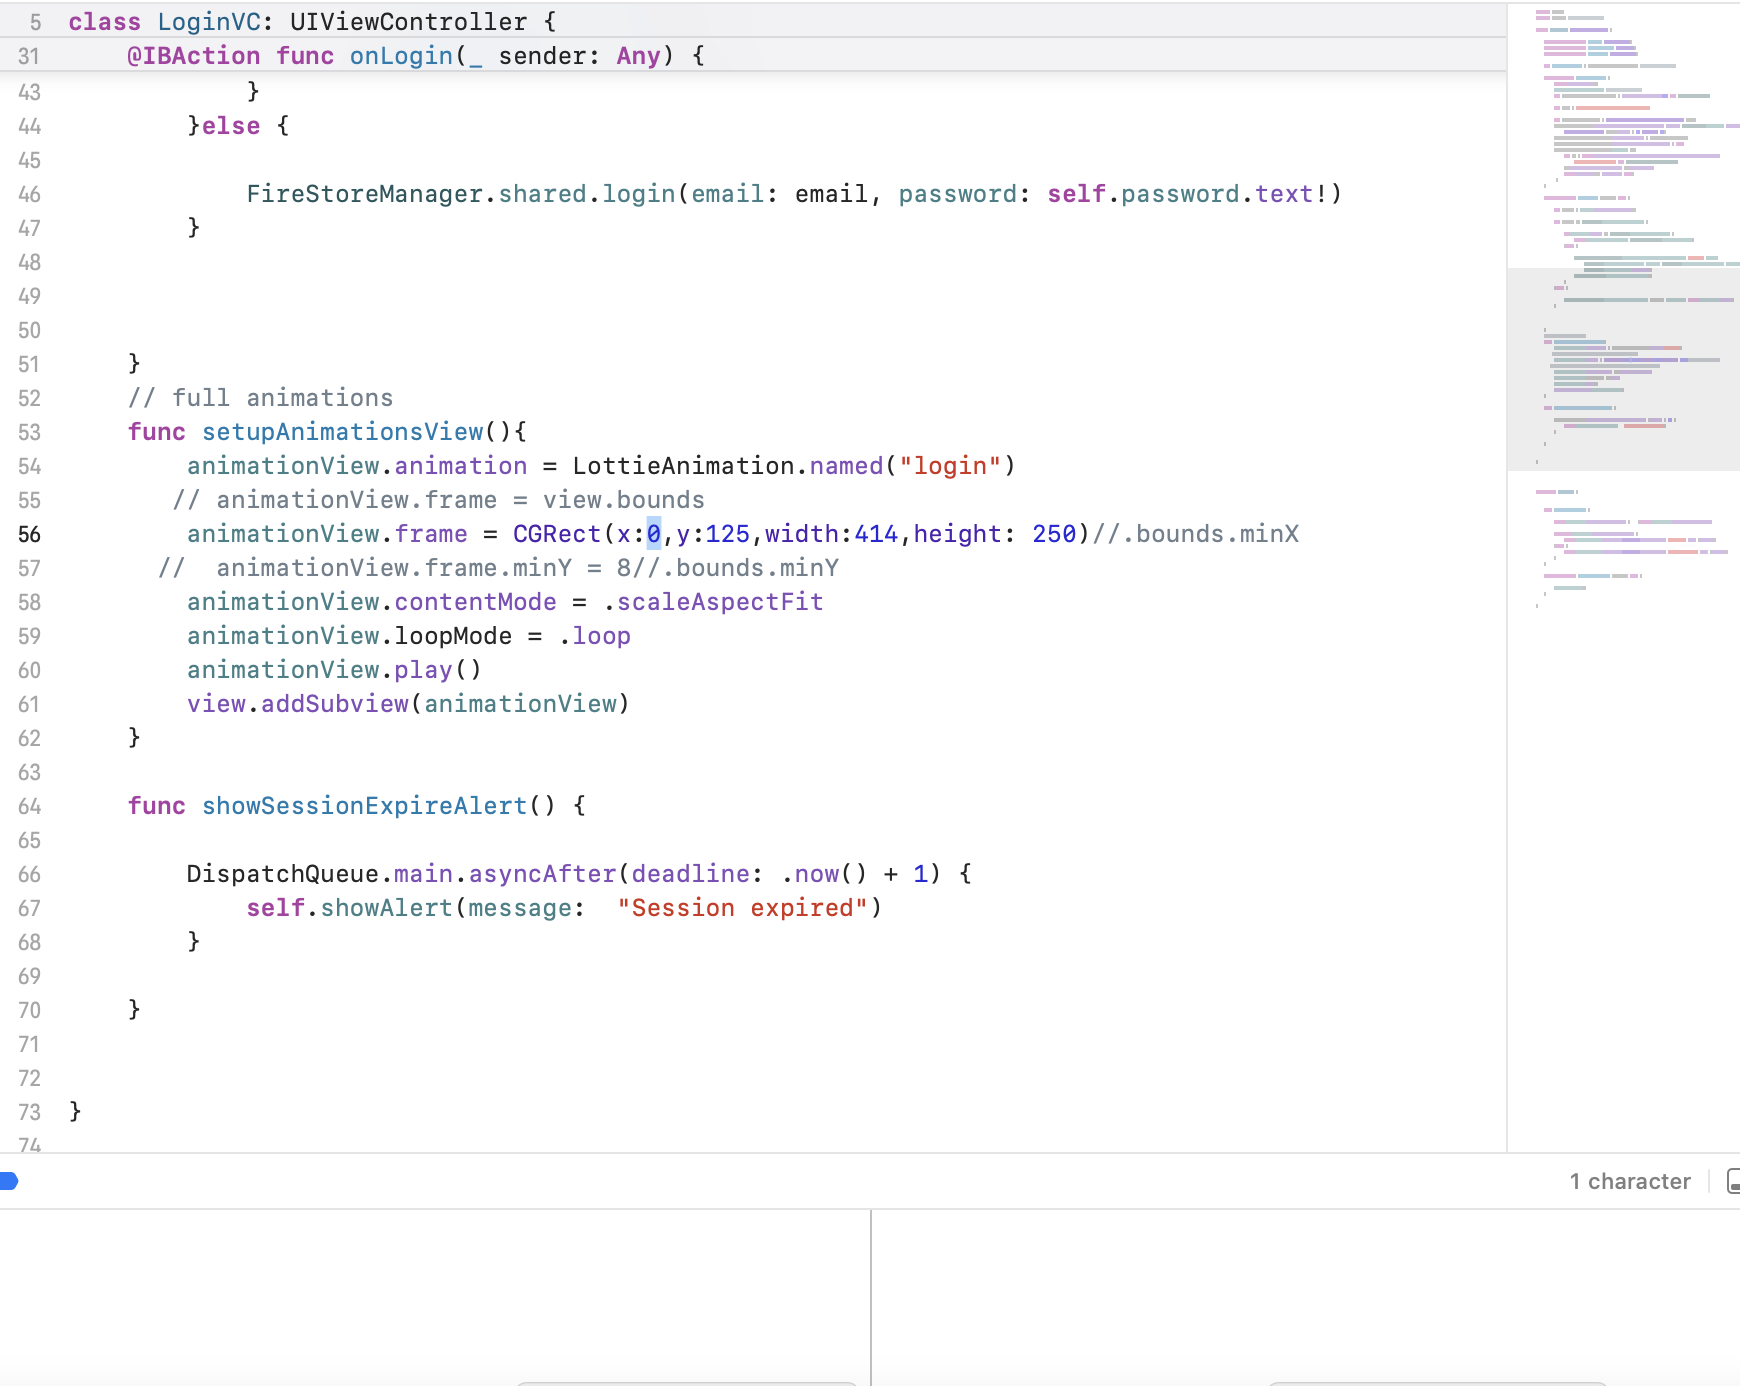 5 class LoginVC: UIViewController {
31 @IBAction func onLogin(_ sender: Any) {
43 }
44 }else {
45
46 FireStoreManager.shared.login(email: email, password: self.password.text!)
47 }
48
49
50
51 }
52 // full animations
53 func setupAnimationsView(){
54 animationView.animation = LottieAnimation.named("login")
55 // animationView.frame = view.bounds
56 animationView.frame = CGRect(x:0,y:125,width:414,height: 250)//.bounds.minX
57 //  animationView.frame.minY = 8//.bounds.minY
58 animationView.contentMode = .scaleAspectFit
59 animationView.loopMode = .loop
60 animationView.play()
61 view.addSubview(animationView)
62 }
63
64 func showSessionExpireAlert() {
65
66 DispatchQueue.main.asyncAfter(deadline: .now() + 1) {
67 self.showAlert(message:  "Session expired")
68 }
69
70 }
71
72
73 }
74
1 character